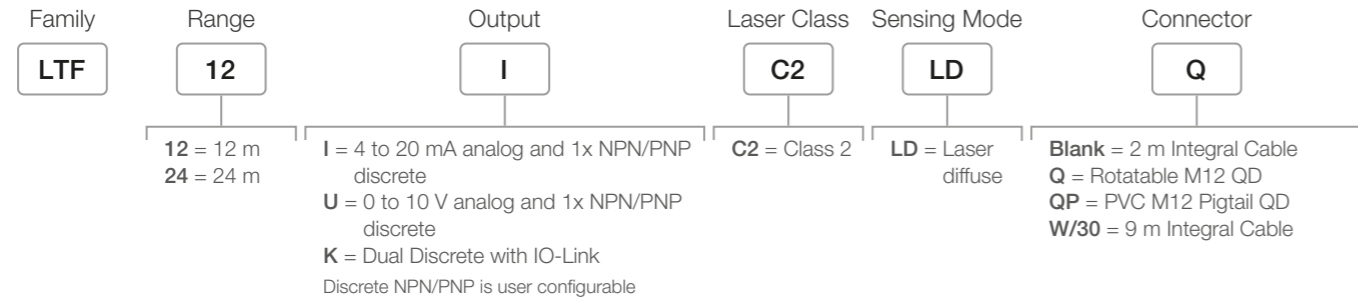 Family Range Output Laser Class Sensing Mode Connector
LTF 12 I C2 LD Q
12 = 12 m
24 = 24 m
I = 4 to 20 mA analog and 1x NPN/PNP
discrete
U = 0 to 10 V analog and 1x NPN/PNP
discrete
K = Dual Discrete with IO-Link
Discrete NPN/PNP is user configurable
C2 = Class 2
LD = Laser
diffuse
Blank = 2 m Integral Cable
Q = Rotatable M12 QD
QP = PVC M12 Pigtail QD
W/30 = 9 m Integral Cable